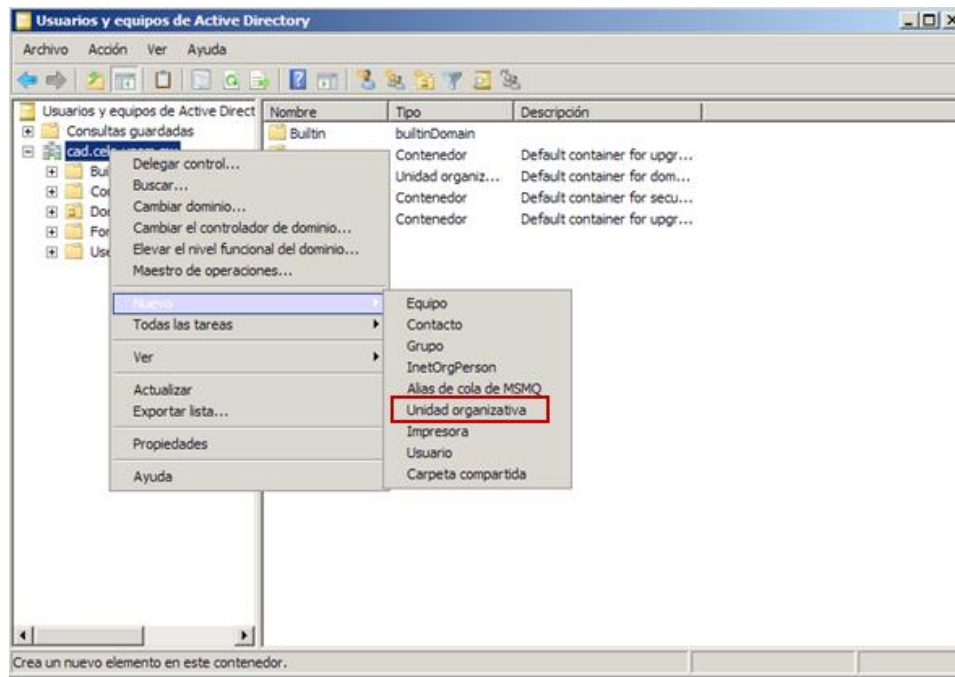 Usuarios y equipos de Active Directory
Archivo Acción Ver Ayuda
Usuarios y equipos de Active Direct
Nombre Tipo Descripción
Consultas guardadas
Builtin builtinDomain
Contenedor Default container for upgr...
Unidad organiz... Default container for dom...
Contenedor Default container for secu...
Contenedor Default container for upgr...
Delegar control...
Buscar...
Cambiar dominio...
Cambiar el controlador de dominio...
Elevar el nivel funcional del dominio...
Maestro de operaciones...
Nuevo
Todas las tareas
Ver
Actualizar
Exportar lista...
Propiedades
Ayuda
Equipo
Contacto
Grupo
InetOrgPerson
Alias de cola de MSMQ
Unidad organizativa
Impresora
Usuario
Carpeta compartida
Crea un nuevo elemento en este contenedor.